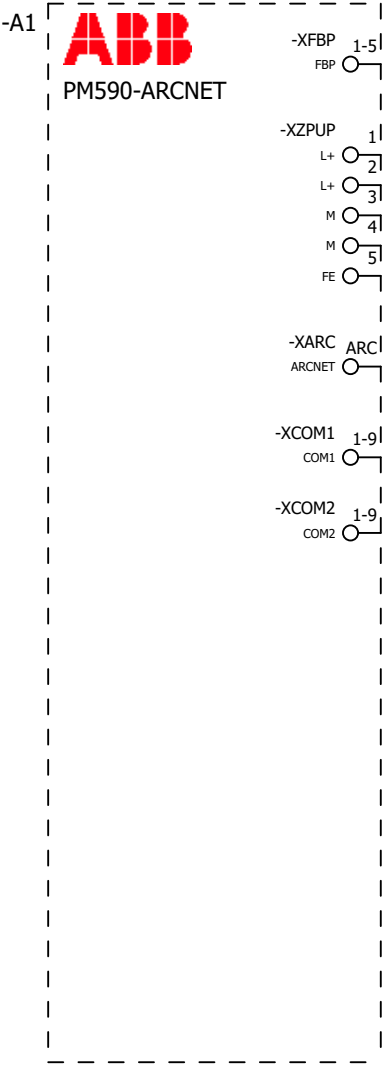 -A1
ABB
PM590-ARCNET
-XFBP 1-5
FBP
-XZPUP 1
L+
2
L+
3
M
4
M
5
FE
-XARC ARC
ARCNET
-XCOM1 1-9
COM1
-XCOM2 1-9
COM2